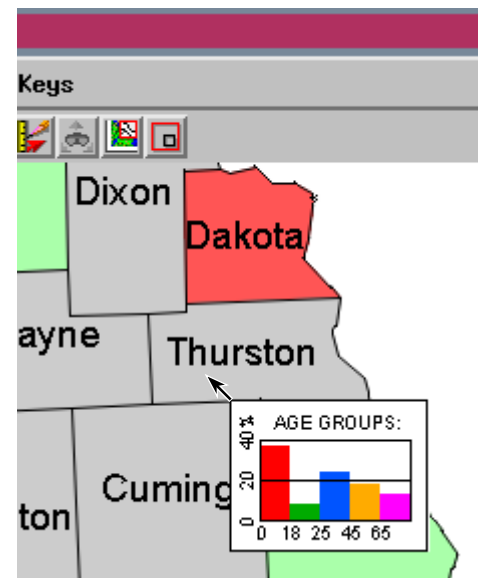 Keys
Dixon
Dakota
ayne
Thurston
Cuming
ton
AGE GROUPS:
40 %
20
0
0 18 25 45 65